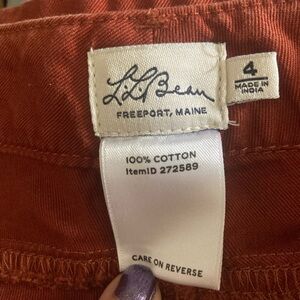 L.L.Bean
FREEPORT, MAINE
4
MADE IN
INDIA
100% COTTON
ItemID 272589
CARE ON REVERSE